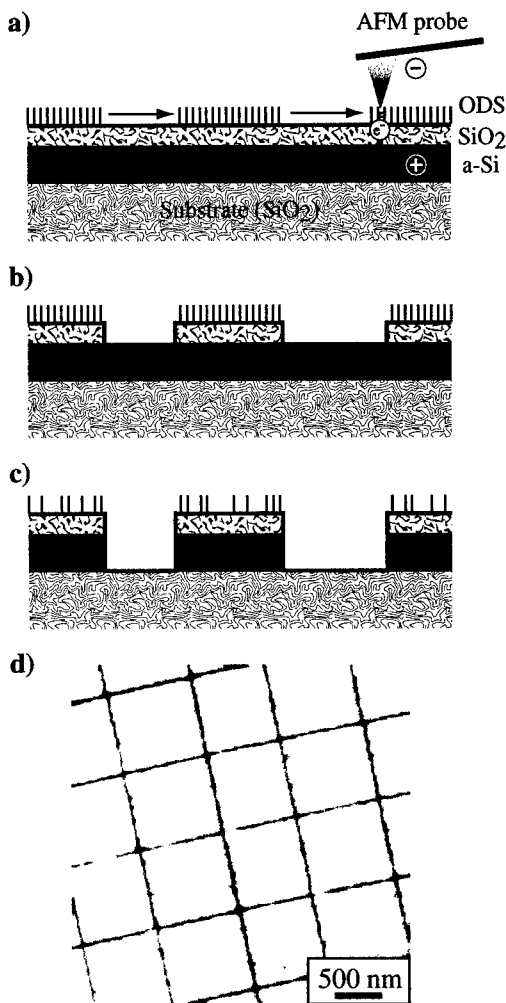 a)
AFM probe
−
ODS
e-
SiO2
a-Si
+
Substrate (SiO2)
b)
c)
d)
500 nm